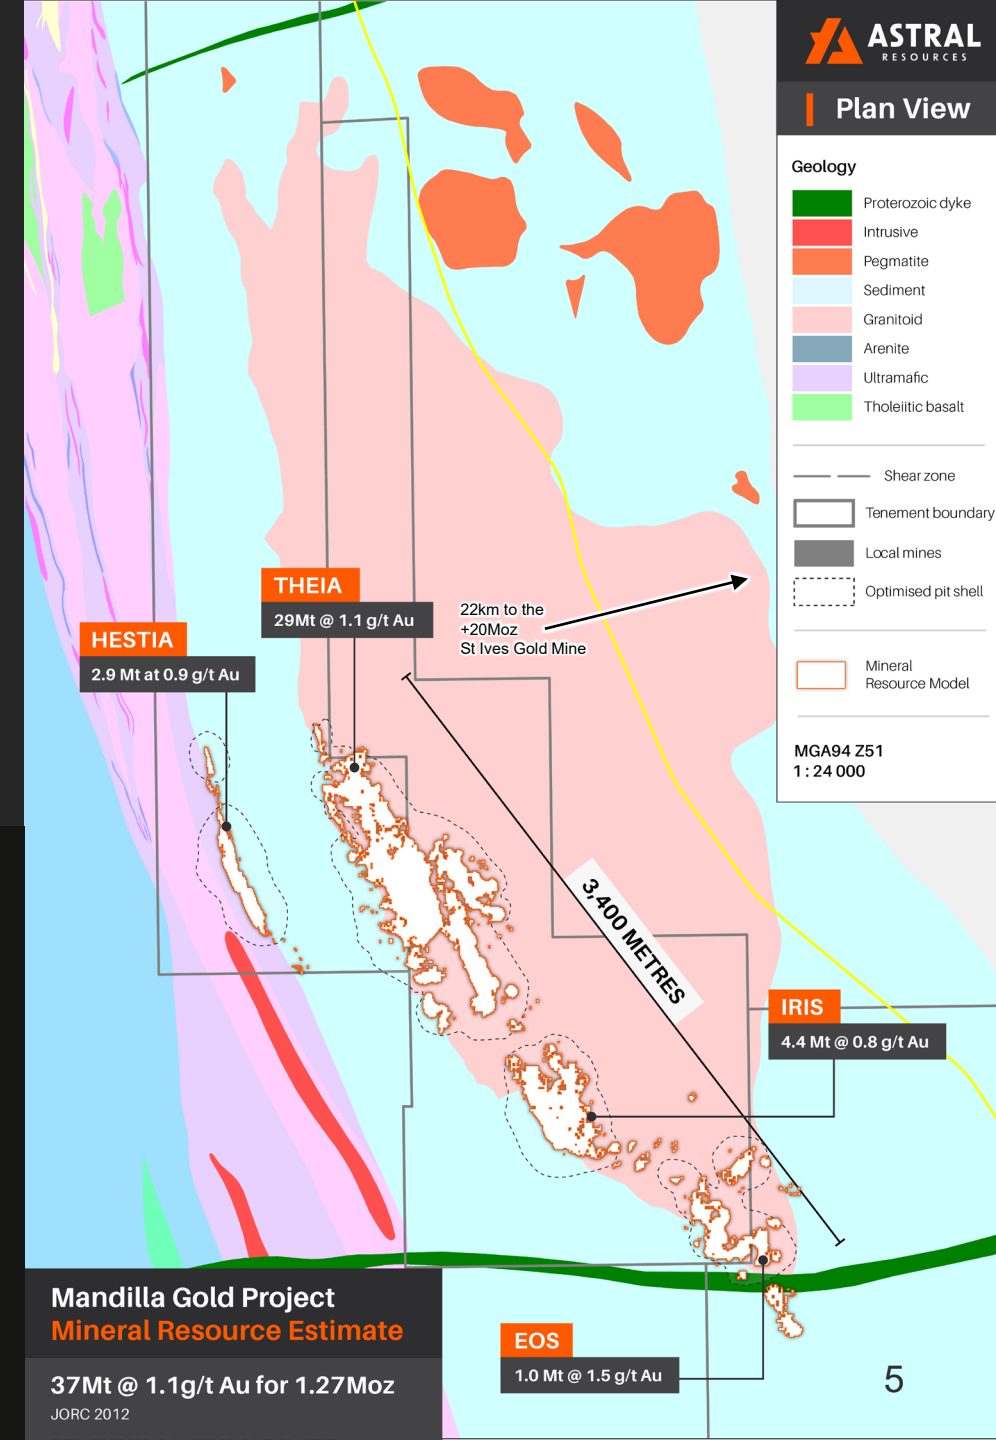 ASTRAL
RESOURCES
Plan View
Geology
Proterozoic dyke
Intrusive
Pegmatite
Sediment
Granitoid
Arenite
Ultramafic
Tholeiitic basalt
Shear zone
Tenement boundary
Local mines
Optimised pit shell
Mineral
Resource Model
MGA94 Z51
1 : 24 000
THEIA
29Mt @ 1.1 g/t Au
HESTIA
2.9 Mt at 0.9 g/t Au
22km to the
+20Moz
St Ives Gold Mine
3,400 METRES
IRIS
4.4 Mt @ 0.8 g/t Au
EOS
1.0 Mt @ 1.5 g/t Au
Mandilla Gold Project
Mineral Resource Estimate
37Mt @ 1.1g/t Au for 1.27Moz
JORC 2012
5